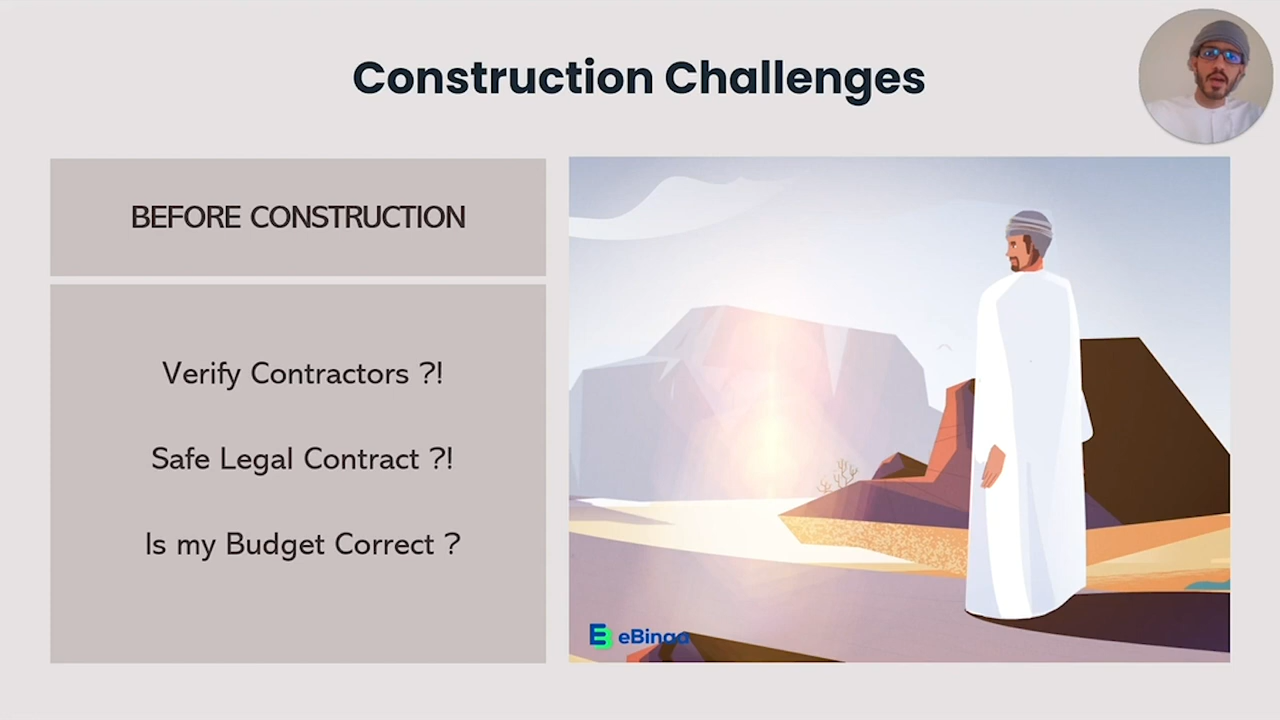 Construction Challenges
BEFORE CONSTRUCTION
Verify Contractors ?!
Safe Legal Contract ?!
Is my Budget Correct ?
eBinaa